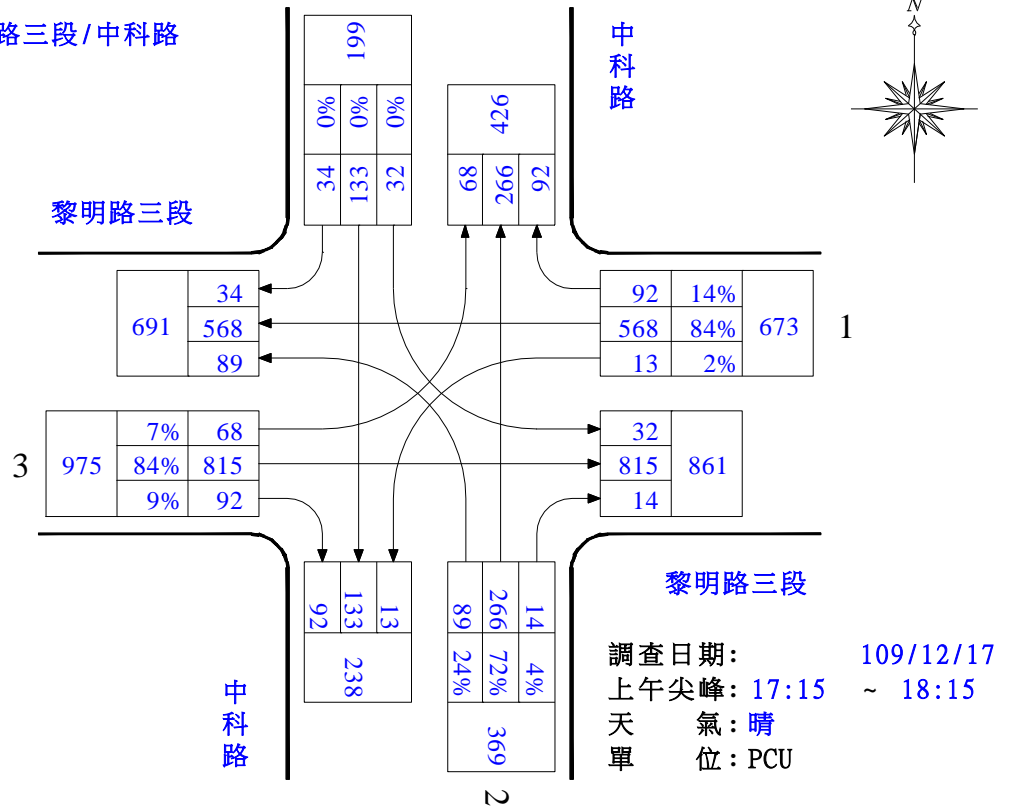 路三段/中科路
N
199
0% 0% 0%
34 133 32
426
68 266 92
中科路
黎明路三段
34
691 568
89
92 14%
568 84% 673
13 2%
1
3
7% 68
975 84% 815
9% 92
32
815 861
14
92 133 13
238
89 266 14
24% 72% 4%
369
2
黎明路三段
中科路
調查日期: 109/12/17
上午尖峰: 17:15 ~ 18:15
天 氣: 晴
單 位: PCU